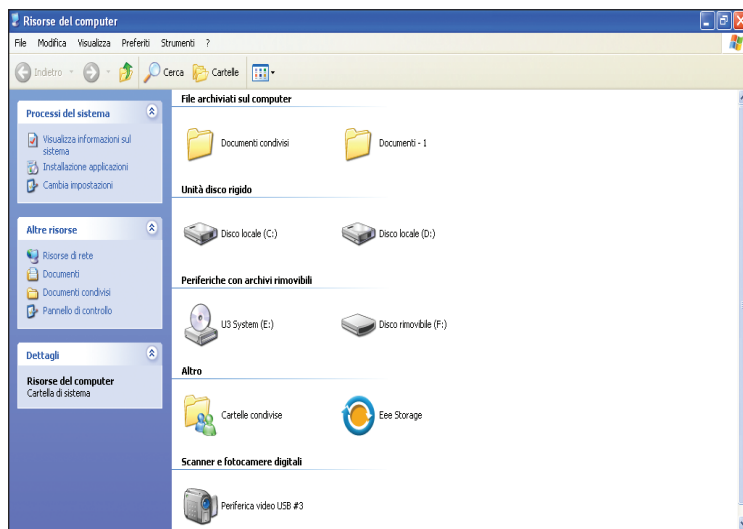 Risorse del computer
File Modifica Visualizza Preferiti Strumenti ?
Indietro Cerca Cartelle
Processi del sistema
Visualizza informazioni sul
sistema
Installazione applicazioni
Cambia impostazioni
Altre risorse
Risorse di rete
Documenti
Documenti condivisi
Pannello di controllo
Dettagli
Risorse del computer
Cartella di sistema
File archiviati sul computer
Documenti condivisi
Documenti - 1
Unità disco rigido
Disco locale (C:)
Disco locale (D:)
Periferiche con archivi rimovibili
U3 System (E:)
Disco rimovibile (F:)
Altro
Cartelle condivise
Eee Storage
Scanner e fotocamere digitali
Periferica video USB #3